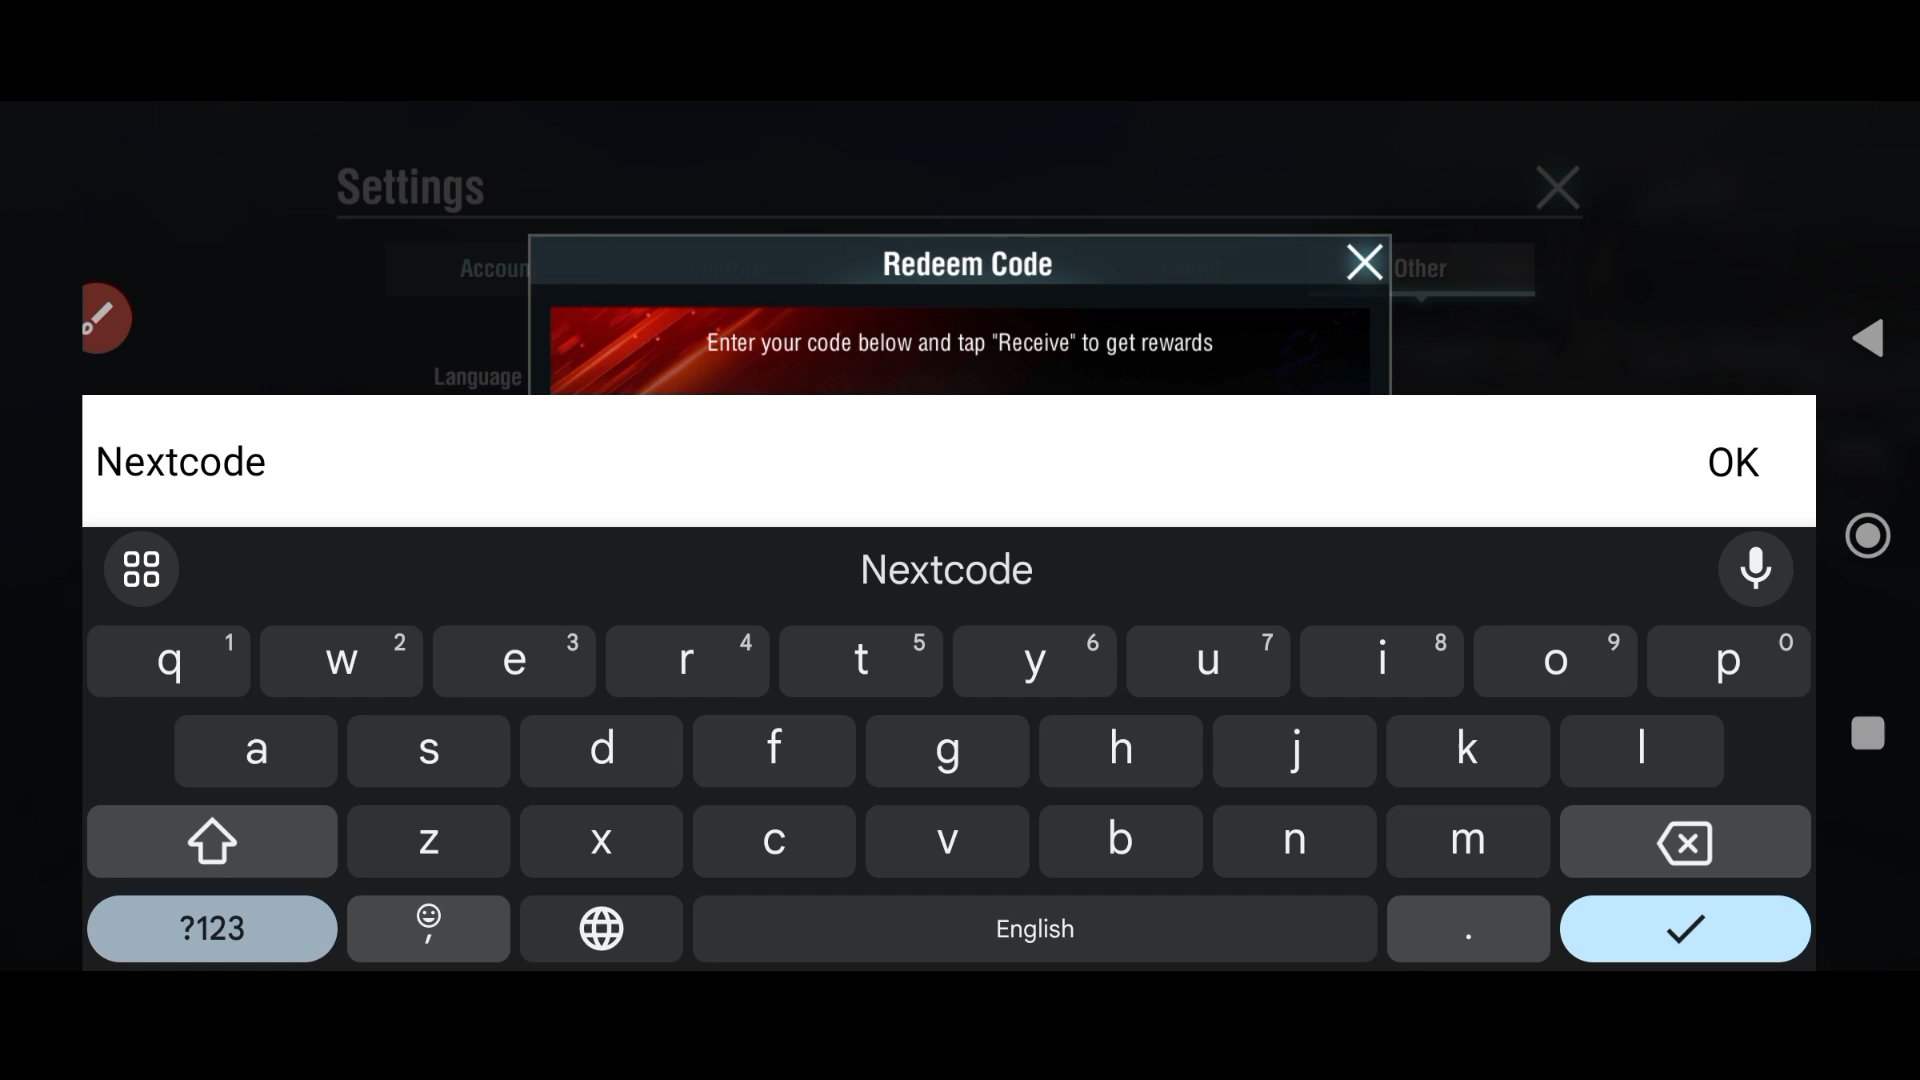 Settings
Redeem Code
Accoun
Other
Enter your code below and tap "Receive" to get rewards
Language
Nextcode
OK
Nextcode
q 1 w 2 e 3 r 4 t 5 y 6 u 7 i 8 o 9 p 0
a s d f g h j k l
z x c v b n m
?123 , English .